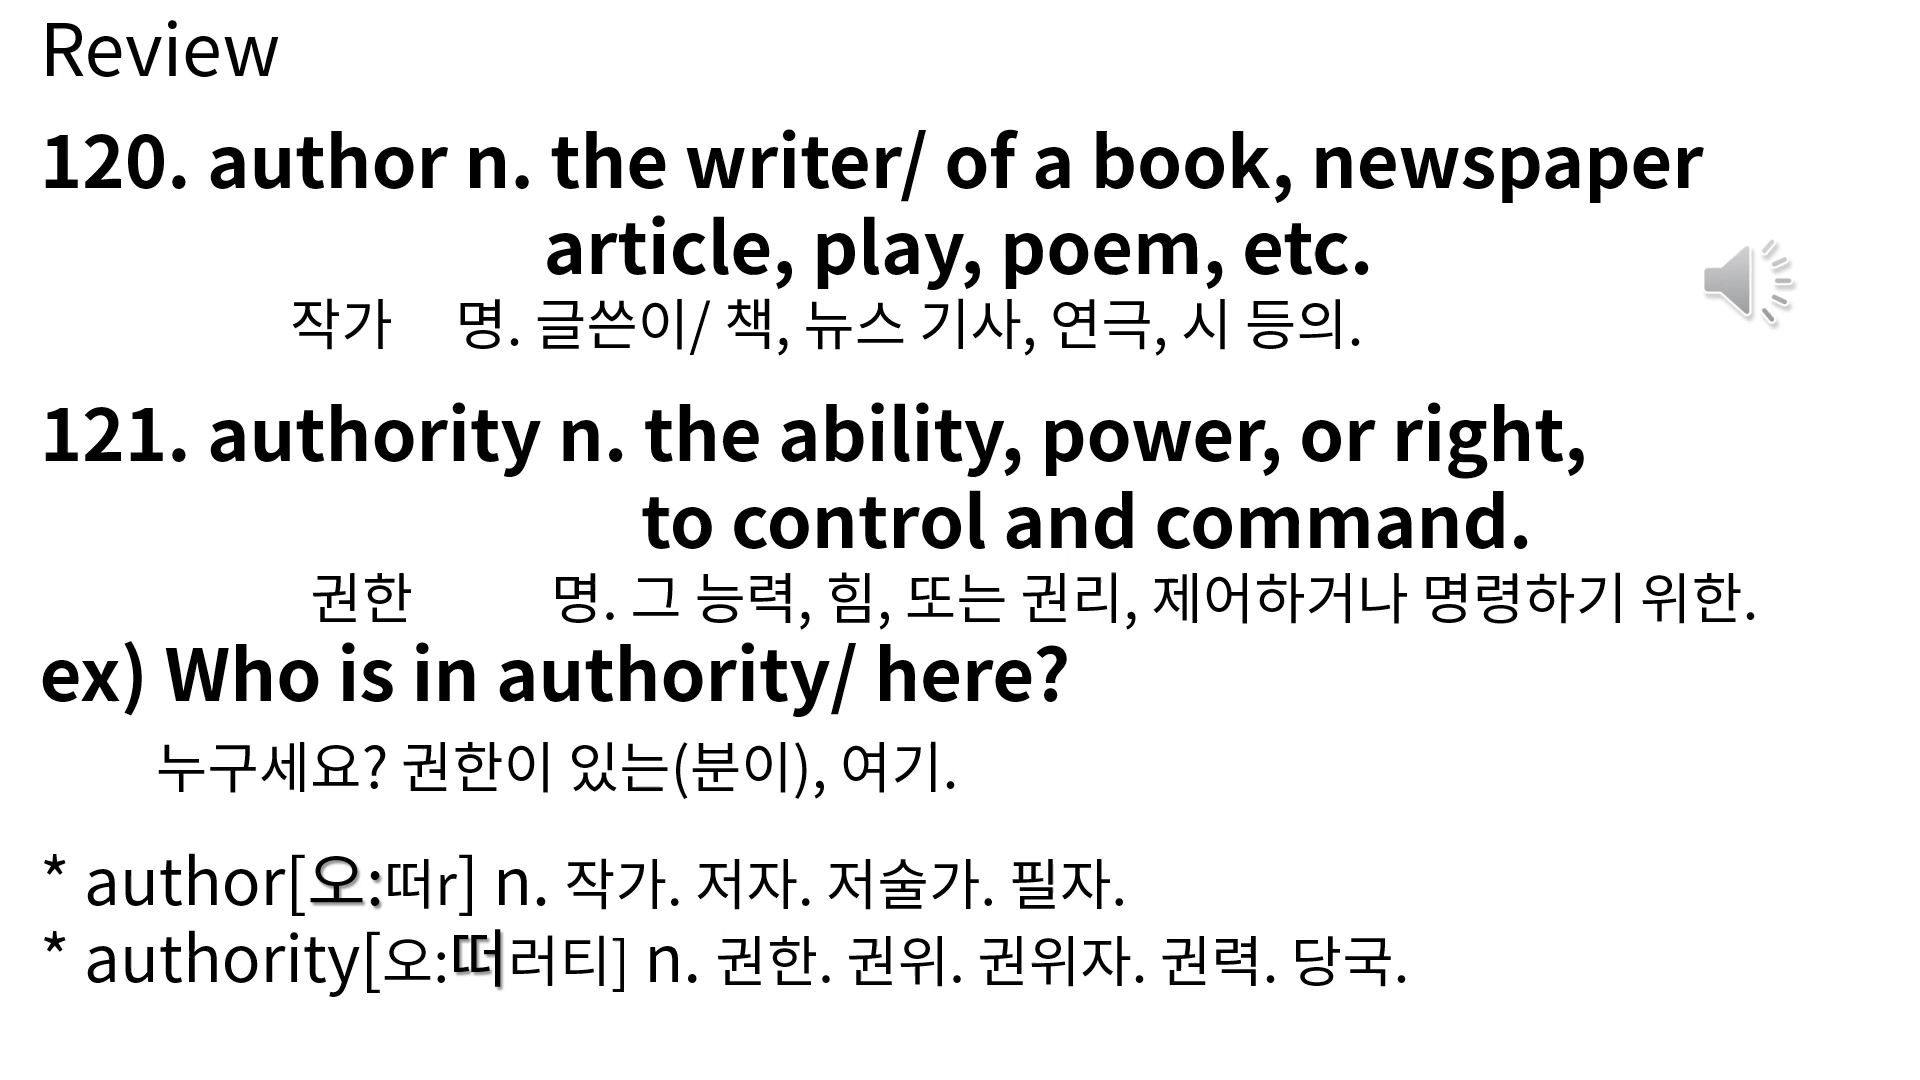 Review
120. author n. the writer/ of a book, newspaper
article, play, poem, etc.
작가 명. 글쓴이/ 책, 뉴스 기사, 연극, 시 등의.
121. authority n. the ability, power, or right,
to control and command.
권한 명. 그 능력, 힘, 또는 권리, 제어하거나 명령하기 위한.
ex) Who is in authority/ here?
누구세요? 권한이 있는(분이), 여기.
* author[오:떠r] n. 작가. 저자. 저술가. 필자.
* authority[오:떠러티] n. 권한. 권위. 권위자. 권력. 당국.